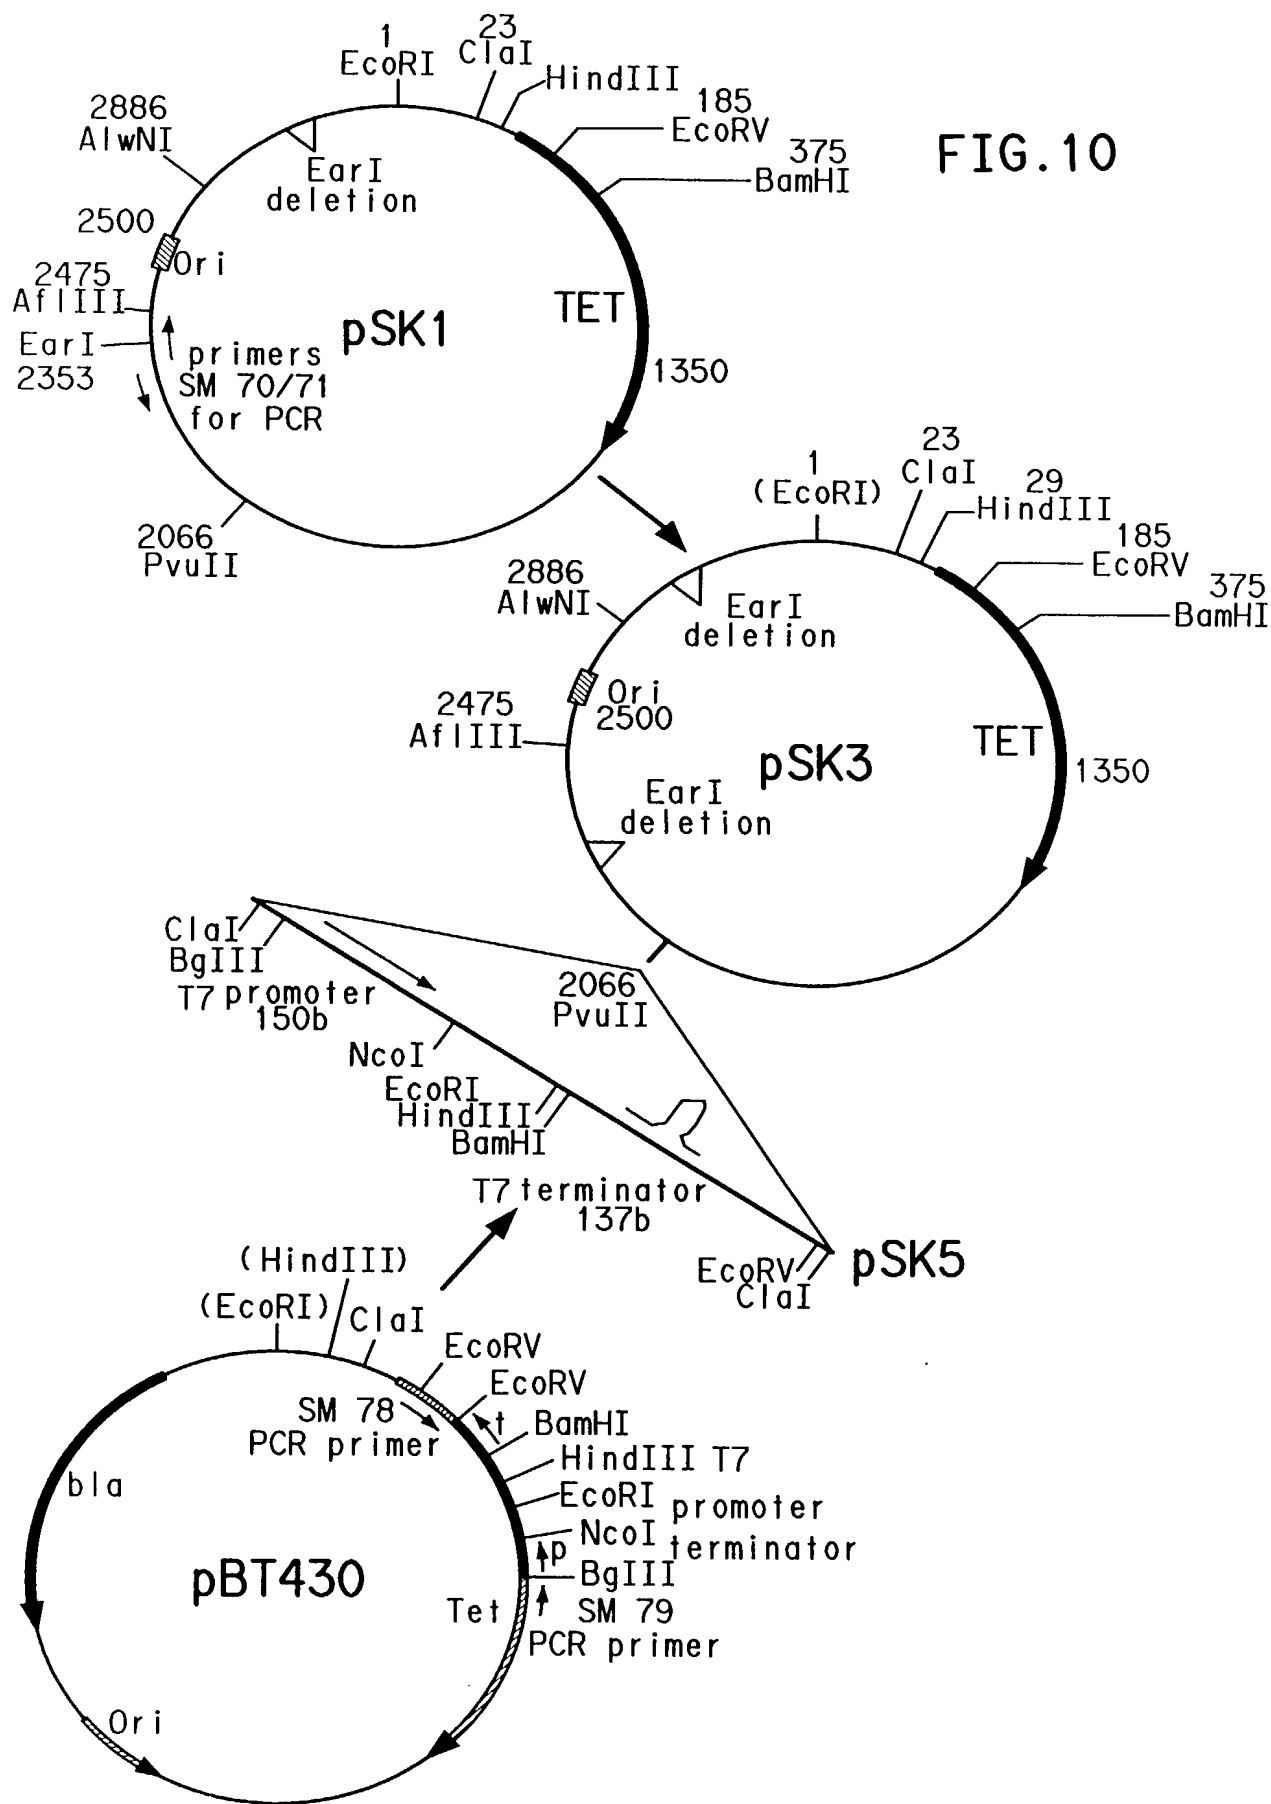 FIG.10
1
EcoRI
23
ClaI
HindIII
185
EcoRV
375
BamHI
2886
AlwNI
EarI
deletion
2500
Ori
2475
AflIII
EarI
2353
primers
SM 70/71
for PCR
pSK1
TET
1350
2066
PvuII
1
(EcoRI)
23
ClaI
29
HindIII
185
EcoRV
375
BamHI
2886
AlwNI
EarI
deletion
Ori
2500
2475
AflIII
pSK3
TET
1350
EarI
deletion
ClaI
BglII
T7 promoter
150b
2066
PvuII
NcoI
EcoRI
HindIII
BamHI
T7 terminator
137b
EcoRV
ClaI
pSK5
(HindIII)
(EcoRI)
ClaI
EcoRV
EcoRV
SM 78
PCR primer
t
BamHI
HindIII T7
EcoRI promoter
NcoI terminator
p
BglII
SM 79
PCR primer
bla
pBT430
Tet
Ori